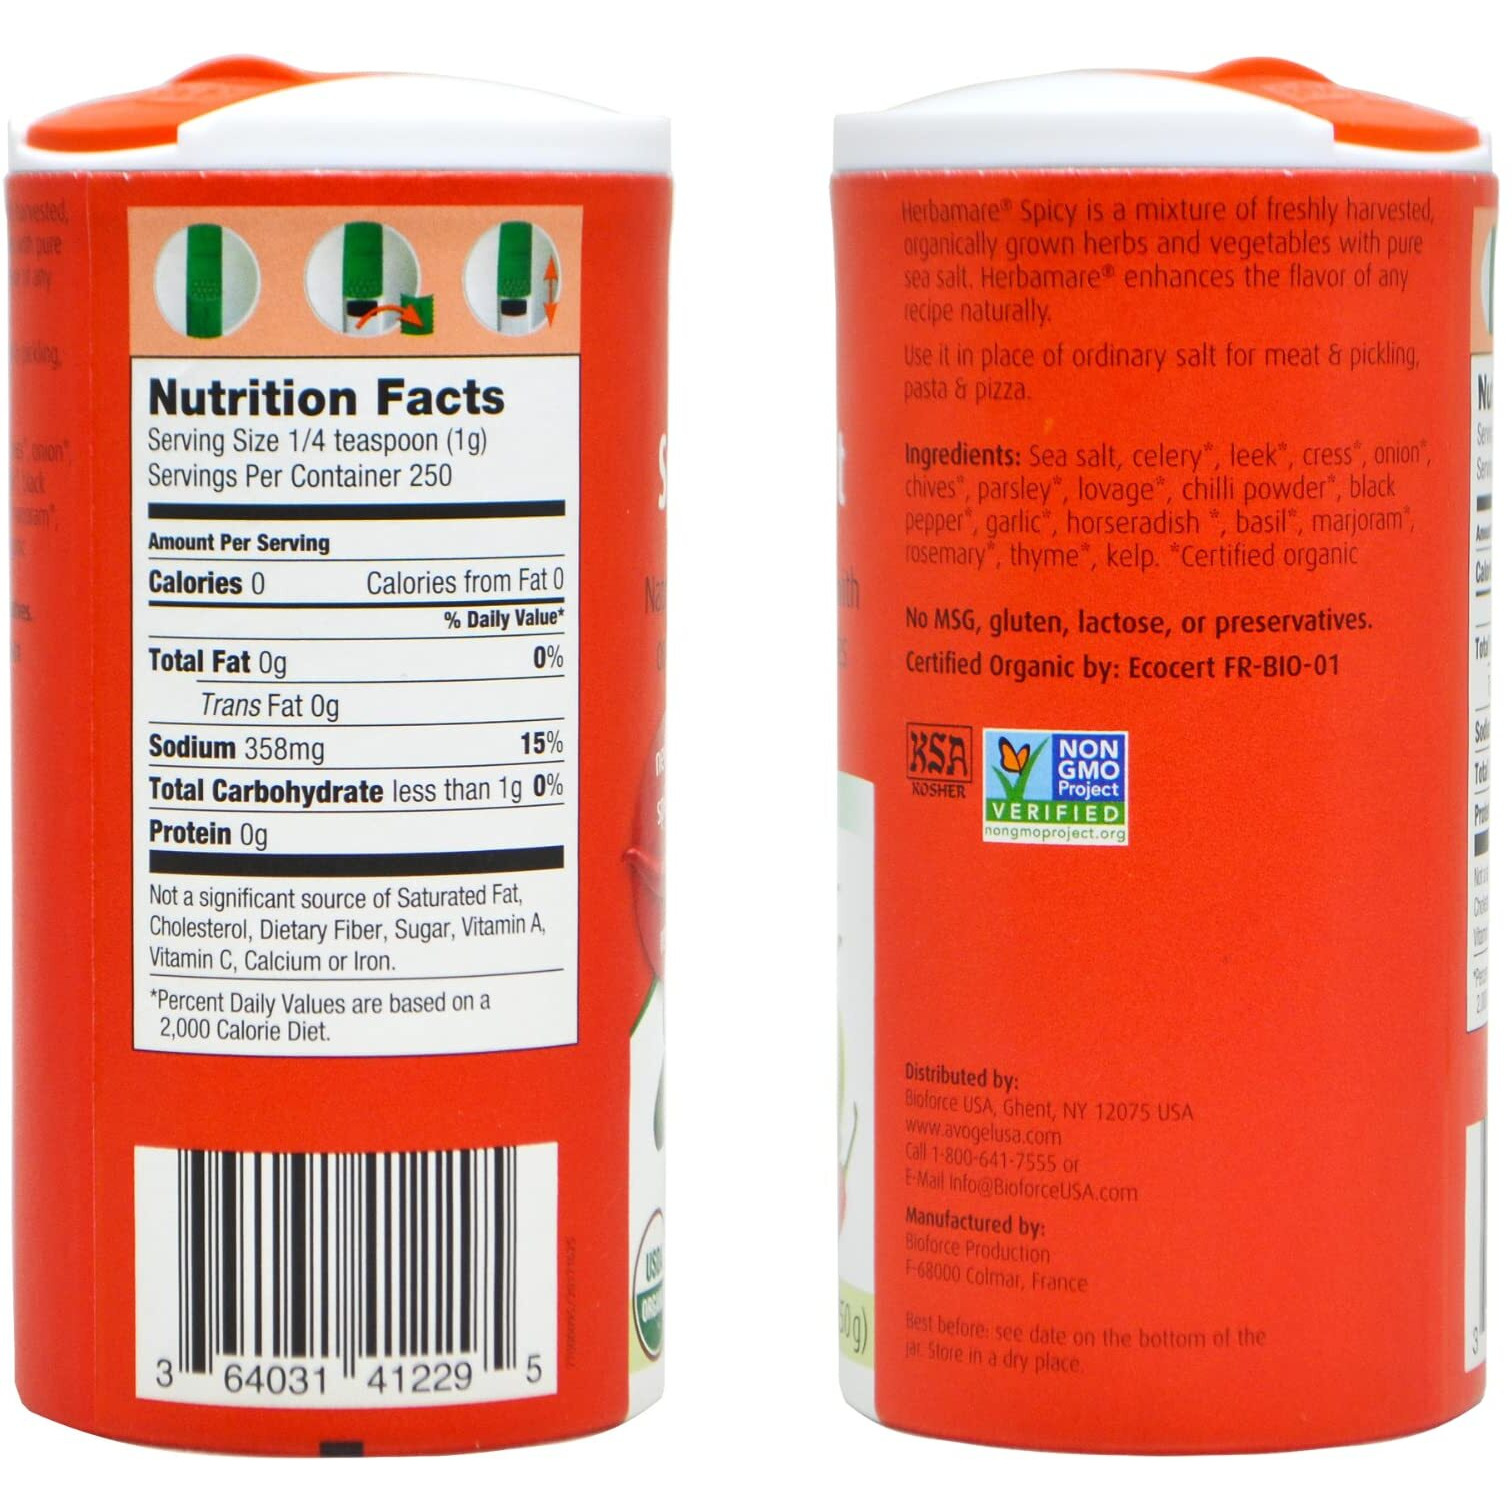 Nutrition Facts
Serving Size 1/4 teaspoon (1g)
Servings Per Container 250
Amount Per Serving
Calories 0 Calories from Fat 0
% Daily Value*
Total Fat 0g 0%
Trans Fat 0g
Sodium 358mg 15%
Total Carbohydrate less than 1g 0%
Protein 0g
Not a significant source of Saturated Fat,
Cholesterol, Dietary Fiber, Sugar, Vitamin A,
Vitamin C, Calcium or Iron.
*Percent Daily Values are based on a
2,000 Calorie Diet.
3 64031 41229 5
Herbamare® Spicy is a mixture of freshly harvested,
organically grown herbs and vegetables with pure
sea salt. Herbamare® enhances the flavor of any
recipe naturally.
Use it in place of ordinary salt for meat & pickling,
pasta & pizza.
Ingredients: Sea salt, celery*, leek*, cress*, onion*,
chives*, parsley*, lovage*, chilli powder*, black
pepper*, garlic*, horseradish *, basil*, marjoram*,
rosemary*, thyme*, kelp. *Certified organic
No MSG, gluten, lactose, or preservatives.
Certified Organic by: Ecocert FR-BIO-01
KSA
KOSHER
NON
GMO
Project
VERIFIED
nongmoproject.org
Distributed by:
Bioforce USA, Ghent, NY 12075 USA
www.avogelusa.com
Call 1-800-641-7555 or
E-Mail Info@BioforceUSA.com
Manufactured by:
Bioforce Production
F-68000 Colmar, France
Best before: see date on the bottom of the
jar. Store in a dry place.